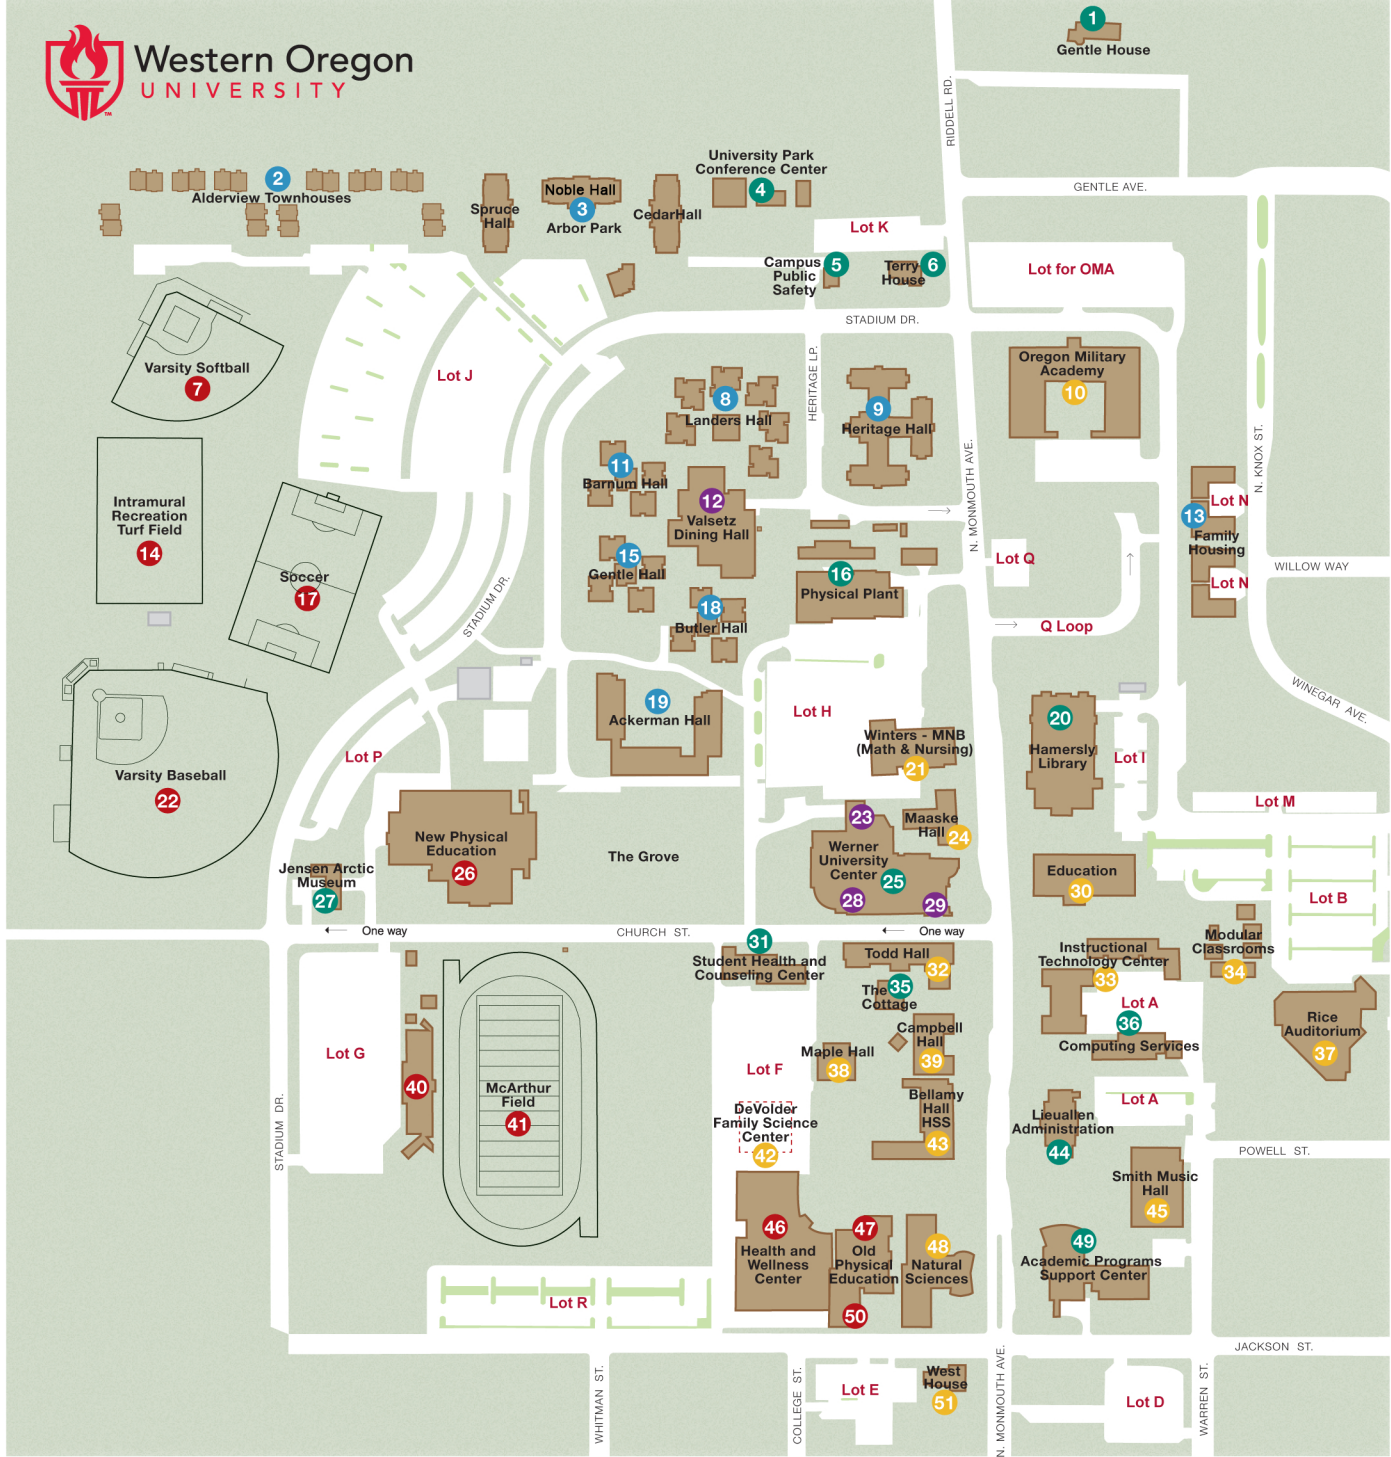 Western Oregon
UNIVERSITY
TM
1
Gentle House
RIDDELL RD.
GENTLE AVE.
2
Alderview Townhouses
Spruce
Hall
Noble Hall
3
Arbor Park
CedarHall
University Park
Conference Center
4
Lot K
Campus
Public
Safety
5
Terry
House
6
Lot for OMA
STADIUM DR.
HERITAGE LP.
Varsity Softball
7
Lot J
8
Landers Hall
9
Heritage Hall
Oregon Military
Academy
10
N. MONMOUTH AVE.
N. KNOX ST.
11
Barnum Hall
12
Valsetz
Dining Hall
Lot N
13
Family
Housing
Lot N
Intramural
Recreation
Turf Field
14
Soccer
17
STADIUM DR.
15
Gentle Hall
16
Physical Plant
Lot Q
WILLOW WAY
18
Butler Hall
Q Loop
WINEGAR AVE.
19
Ackerman Hall
Lot H
20
Hamersly
Library
Lot I
Winters - MNB
(Math & Nursing)
21
Lot P
Varsity Baseball
22
Lot M
New Physical
Education
26
The Grove
23
Maaske
Hall
24
Werner
University
Center
25
28
29
Education
30
Lot B
Jensen Arctic
Museum
27
One way
CHURCH ST.
One way
31
Student Health and
Counseling Center
Todd Hall
32
Instructional
Technology Center
33
Modular
Classrooms
34
The
Cottage
35
Lot A
36
Computing Services
Rice
Auditorium
37
Lot G
40
McArthur
Field
41
Lot F
Maple Hall
38
Campbell
Hall
39
Bellamy
Hall
HSS
43
DeVolder
Family Science
Center
42
Lot A
Lieuallen
Administration
44
POWELL ST.
STADIUM DR.
Smith Music
Hall
45
46
Health and
Wellness
Center
47
Old
Physical
Education
50
48
Natural
Sciences
49
Academic Programs
Support Center
Lot R
JACKSON ST.
WHITMAN ST.
COLLEGE ST.
Lot E
West
House
51
N. MONMOUTH AVE.
Lot D
WARREN ST.